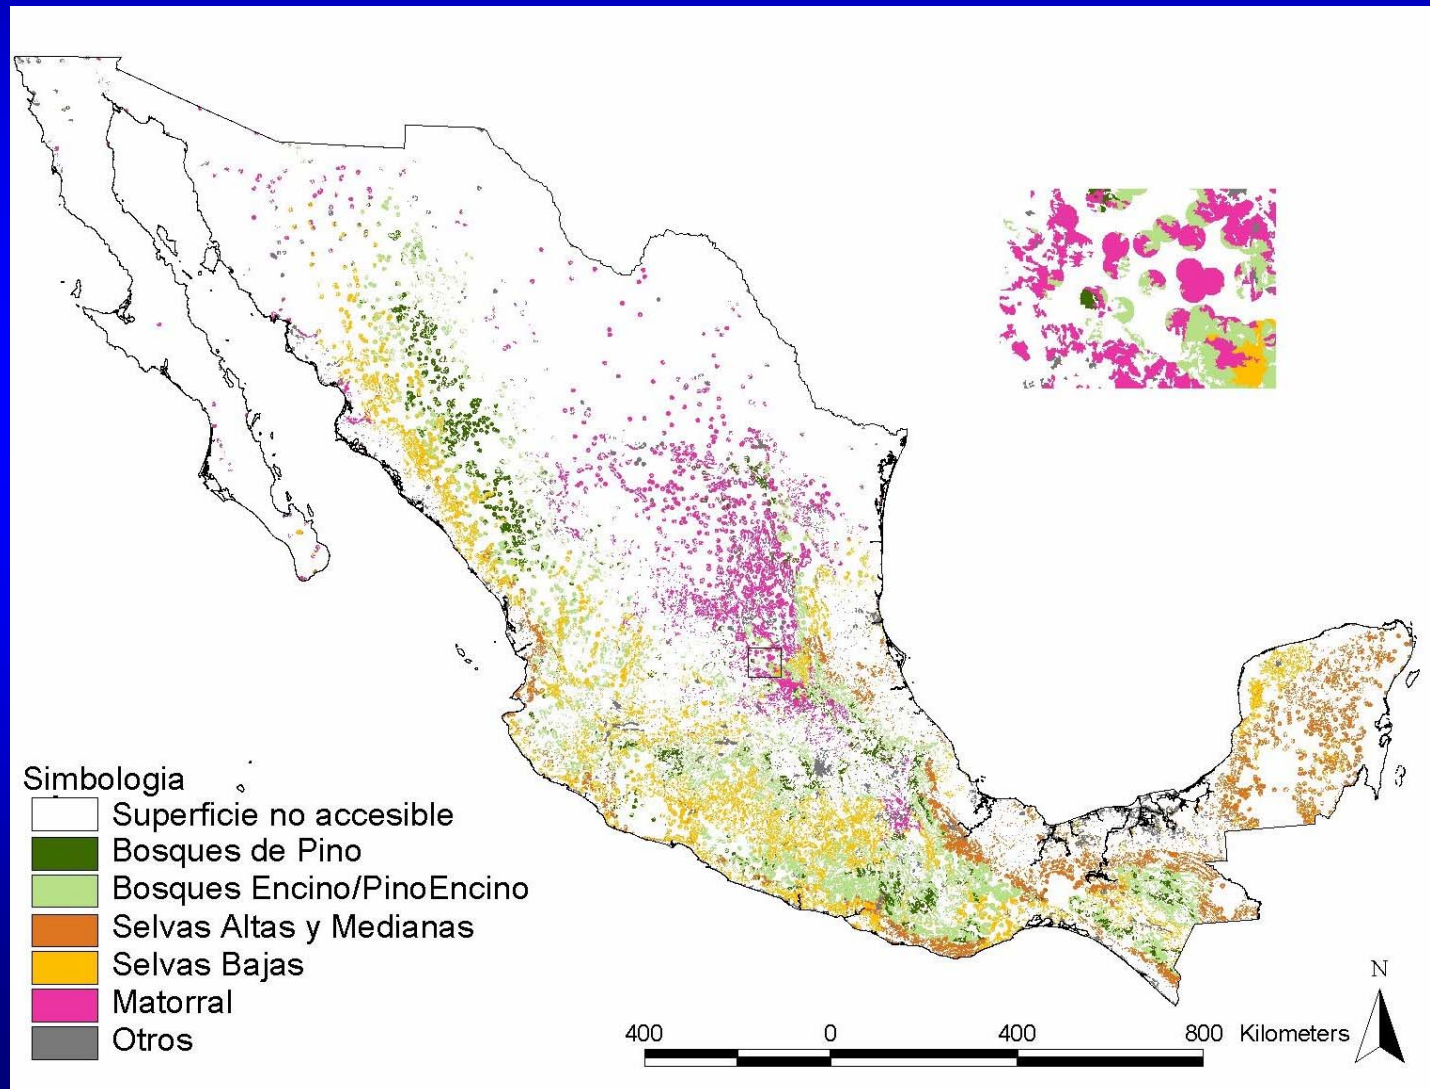 Simbologia
Superficie no accesible
Bosques de Pino
Bosques Encino/PinoEncino
Selvas Altas y Medianas
Selvas Bajas
Matorral
Otros
400 0 400 800 Kilometers
N